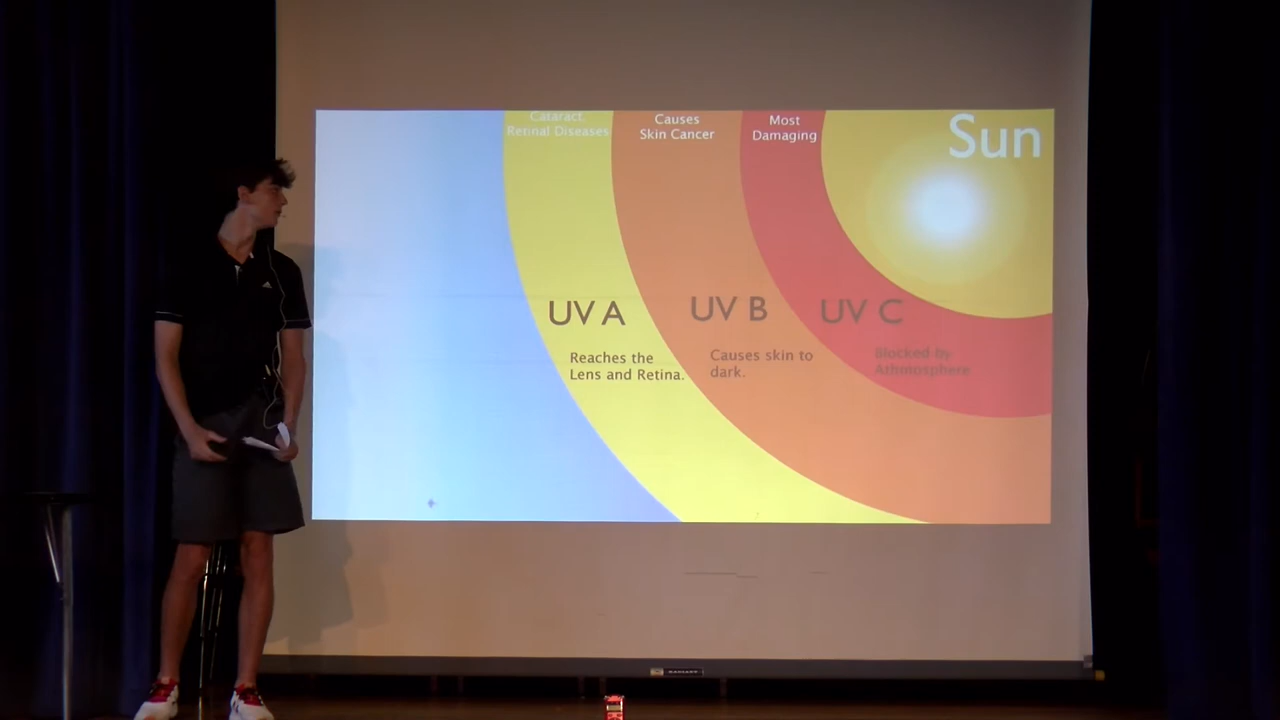 Cataract,
Retinal Diseases
Causes
Skin Cancer
Most
Damaging
Sun
UV A
UV B
UV C
Reaches the
Lens and Retina.
Causes skin to
dark.
Blocked by
Athmosphere